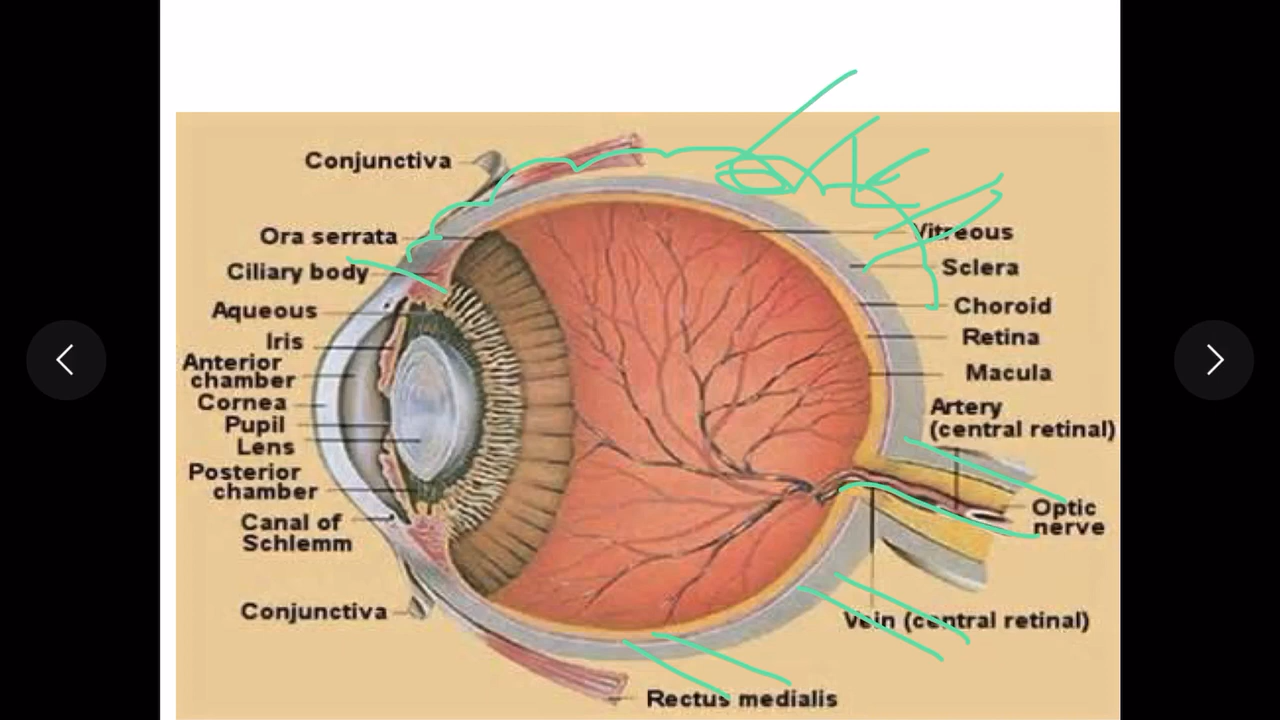 Conjunctiva
Ora serrata
Ciliary body
Aqueous
Iris
Anterior
chamber
Cornea
Pupil
Lens
Posterior
chamber
Canal of
Schlemm
Conjunctiva
Vitreous
Sclera
Choroid
Retina
Macula
Artery
(central retinal)
Optic
nerve
Vein (central retinal)
Rectus medialis